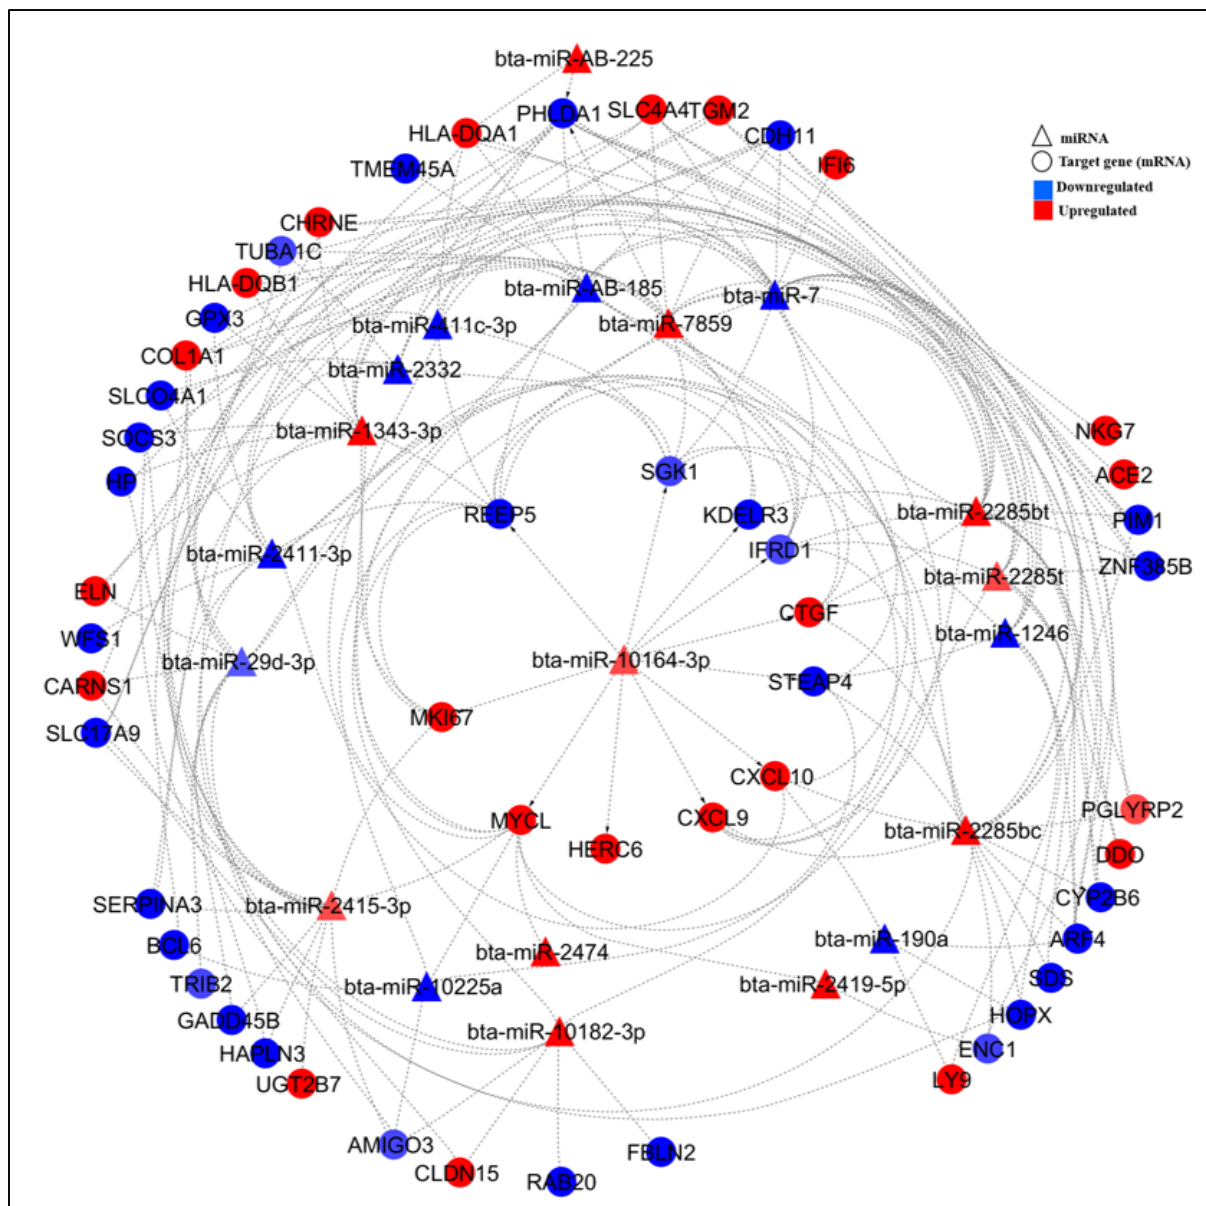 bta-miR-AB-225
PHLDA1
SLC4A4
TGM2
HLA-DQA1
CDH11
TMEM45A
IFI6
miRNA
Target gene (mRNA)
Downregulated
Upregulated
CHRNE
TUBA1C
HLA-DQB1
GPX3
COL1A1
SLCO4A1
SOCS3
HP
bta-miR-AB-185
bta-miR-7
bta-miR-411c-3p
bta-miR-7859
bta-miR-2332
bta-miR-1343-3p
NKG7
ACE2
PIM1
ZNF385B
SGK1
REEP5
KDELR3
IFRD1
bta-miR-2285bt
bta-miR-2285t
bta-miR-1246
bta-miR-2411-3p
ELN
WFS1
CARNS1
SLC17A9
bta-miR-29d-3p
CTGF
bta-miR-10164-3p
STEAP4
MKI67
CXCL10
MYCL
CXCL9
HERC6
bta-miR-2285bc
PGLYRP2
DDO
CYP2B6
ARF4
SDS
HOPX
ENC1
LY9
SERPINA3
BCL6
TRIB2
GADD45B
HAPLN3
UGT2B7
bta-miR-2415-3p
bta-miR-2474
bta-miR-190a
bta-miR-10225a
bta-miR-2419-5p
bta-miR-10182-3p
AMIGO3
CLDN15
RAB20
FBLN2